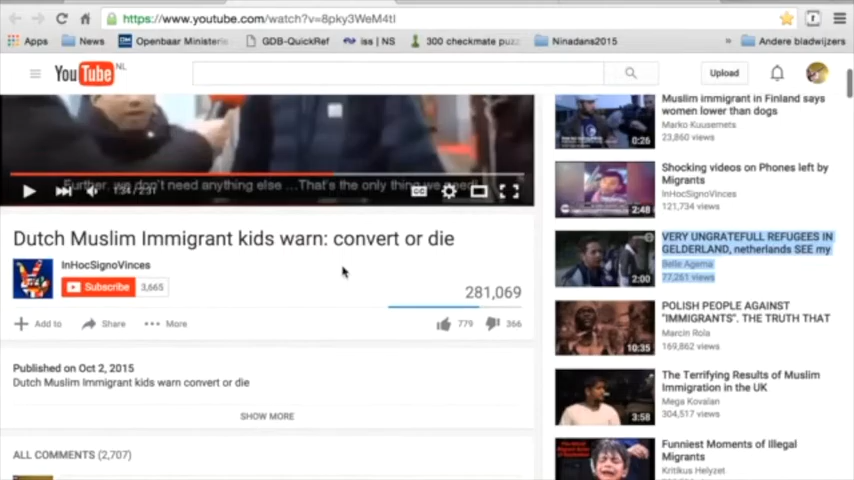 https://www.youtube.com/watch?v=8pky3WeM4tI
Apps
News
Openbaar Ministerie
GDB-QuickRef
iss | NS
300 checkmate puz
Ninadans2015
»
Andere bladwijzers
YouTube NL
Upload
Further, we don't need anything else ...That's the only thing we need!
1:34 / 2:31
CC
Dutch Muslim Immigrant kids warn: convert or die
InHocSignoVinces
Subscribe 3,665
281,069
Add to
Share
More
779
366
Published on Oct 2, 2015
Dutch Muslim Immigrant kids warn convert or die
SHOW MORE
ALL COMMENTS (2,707)
0:26
Muslim immigrant in Finland says
women lower than dogs
Marko Kuusemets
23,860 views
2:48
Shocking videos on Phones left by
Migrants
InHocSignoVinces
121,734 views
2:00
VERY UNGRATEFULL REFUGEES IN
GELDERLAND, netherlands SEE my
Belle Agema
77,261 views
10:35
POLISH PEOPLE AGAINST
"IMMIGRANTS". THE TRUTH THAT
Marcin Rola
169,862 views
3:58
The Terrifying Results of Muslim
Immigration in the UK
Mega Kovalan
304,517 views
Funniest Moments of Illegal
Migrants
Kritikus Helyzet